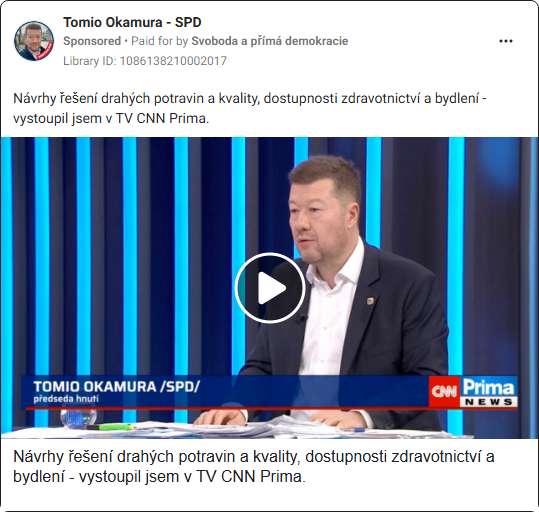 Tomio Okamura - SPD
Sponsored • Paid for by Svoboda a přímá demokracie
Library ID: 1086138210002017
Návrhy řešení drahých potravin a kvality, dostupnosti zdravotnictví a bydlení -
vystoupil jsem v TV CNN Prima.
TOMIO OKAMURA /SPD/
předseda hnutí
CNN Prima
NEWS
Návrhy řešení drahých potravin a kvality, dostupnosti zdravotnictví a
bydlení - vystoupil jsem v TV CNN Prima.